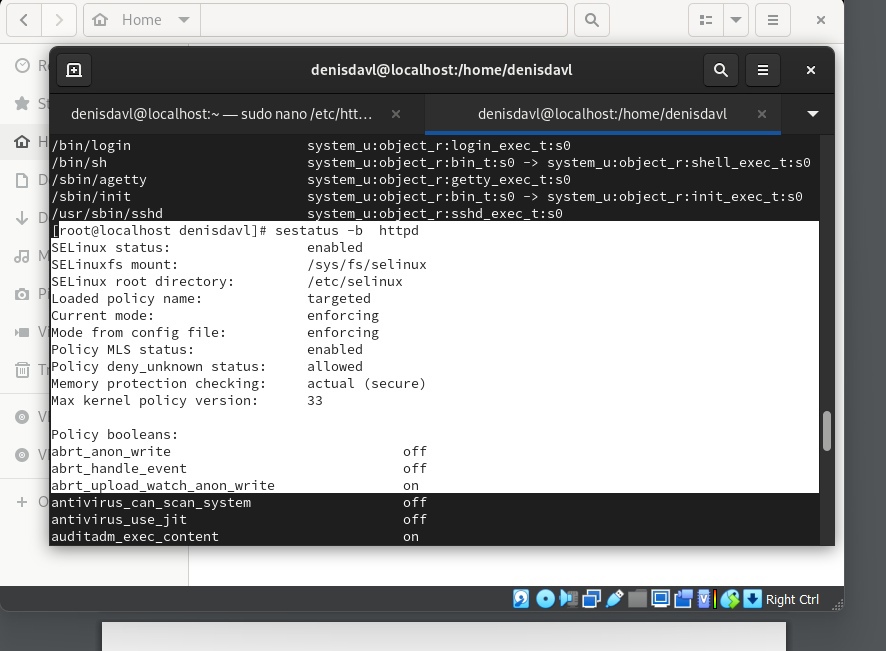 Home
denisdavl@localhost:/home/denisdavl
denisdavl@localhost:~ — sudo nano /etc/htt…
denisdavl@localhost:/home/denisdavl
/bin/login system_u:object_r:login_exec_t:s0
/bin/sh system_u:object_r:bin_t:s0 -> system_u:object_r:shell_exec_t:s0
/sbin/agetty system_u:object_r:getty_exec_t:s0
/sbin/init system_u:object_r:bin_t:s0 -> system_u:object_r:init_exec_t:s0
/usr/sbin/sshd system_u:object_r:sshd_exec_t:s0
[root@localhost denisdavl]# sestatus -b  httpd
SELinux status: enabled
SELinuxfs mount: /sys/fs/selinux
SELinux root directory: /etc/selinux
Loaded policy name: targeted
Current mode: enforcing
Mode from config file: enforcing
Policy MLS status: enabled
Policy deny_unknown status: allowed
Memory protection checking: actual (secure)
Max kernel policy version: 33
Policy booleans:
abrt_anon_write off
abrt_handle_event off
abrt_upload_watch_anon_write on
antivirus_can_scan_system off
antivirus_use_jit off
auditadm_exec_content on
Right Ctrl